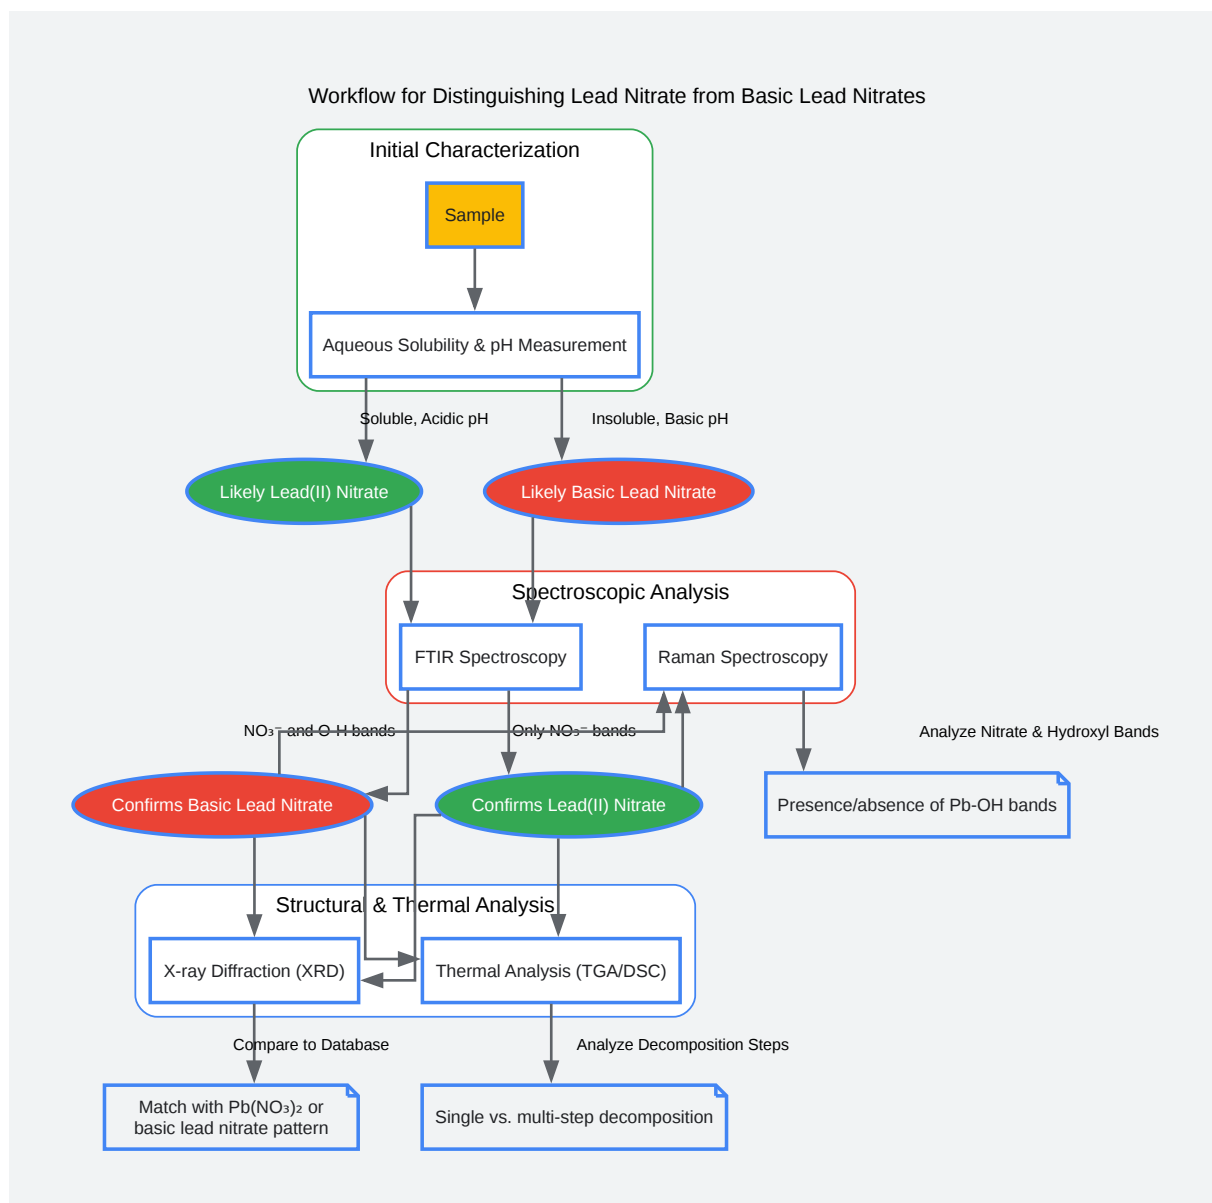 Workflow for Distinguishing Lead Nitrate from Basic Lead Nitrates
Initial Characterization
Sample
Aqueous Solubility & pH Measurement
Soluble, Acidic pH
Insoluble, Basic pH
Likely Lead(II) Nitrate
Likely Basic Lead Nitrate
Spectroscopic Analysis
FTIR Spectroscopy
Raman Spectroscopy
NO₃⁻ and O-H bands
Only NO₃⁻ bands
Analyze Nitrate & Hydroxyl Bands
Confirms Basic Lead Nitrate
Confirms Lead(II) Nitrate
Presence/absence of Pb-OH bands
Structural & Thermal Analysis
X-ray Diffraction (XRD)
Thermal Analysis (TGA/DSC)
Compare to Database
Analyze Decomposition Steps
Match with Pb(NO₃)₂ or
basic lead nitrate pattern
Single vs. multi-step decomposition